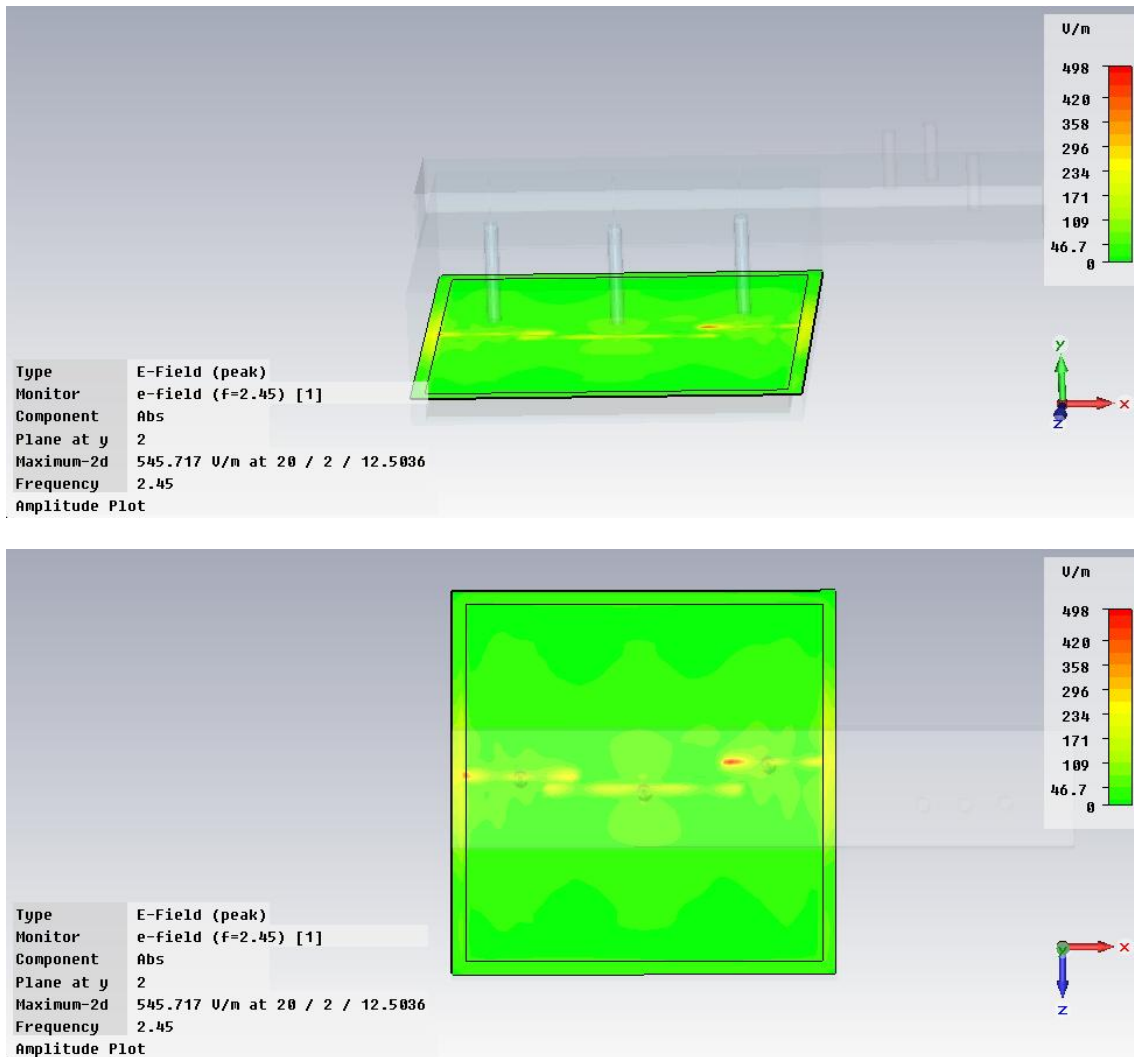 V/m
498
420
358
296
234
171
109
46.7
0
y
x
z
Type E-Field (peak)
Monitor e-field (f=2.45) [1]
Component Abs
Plane at y 2
Maximum-2d 545.717 V/m at 20 / 2 / 12.5036
Frequency 2.45
Amplitude Plot
V/m
498
420
358
296
234
171
109
46.7
0
y
x
z
Type E-Field (peak)
Monitor e-field (f=2.45) [1]
Component Abs
Plane at y 2
Maximum-2d 545.717 V/m at 20 / 2 / 12.5036
Frequency 2.45
Amplitude Plot